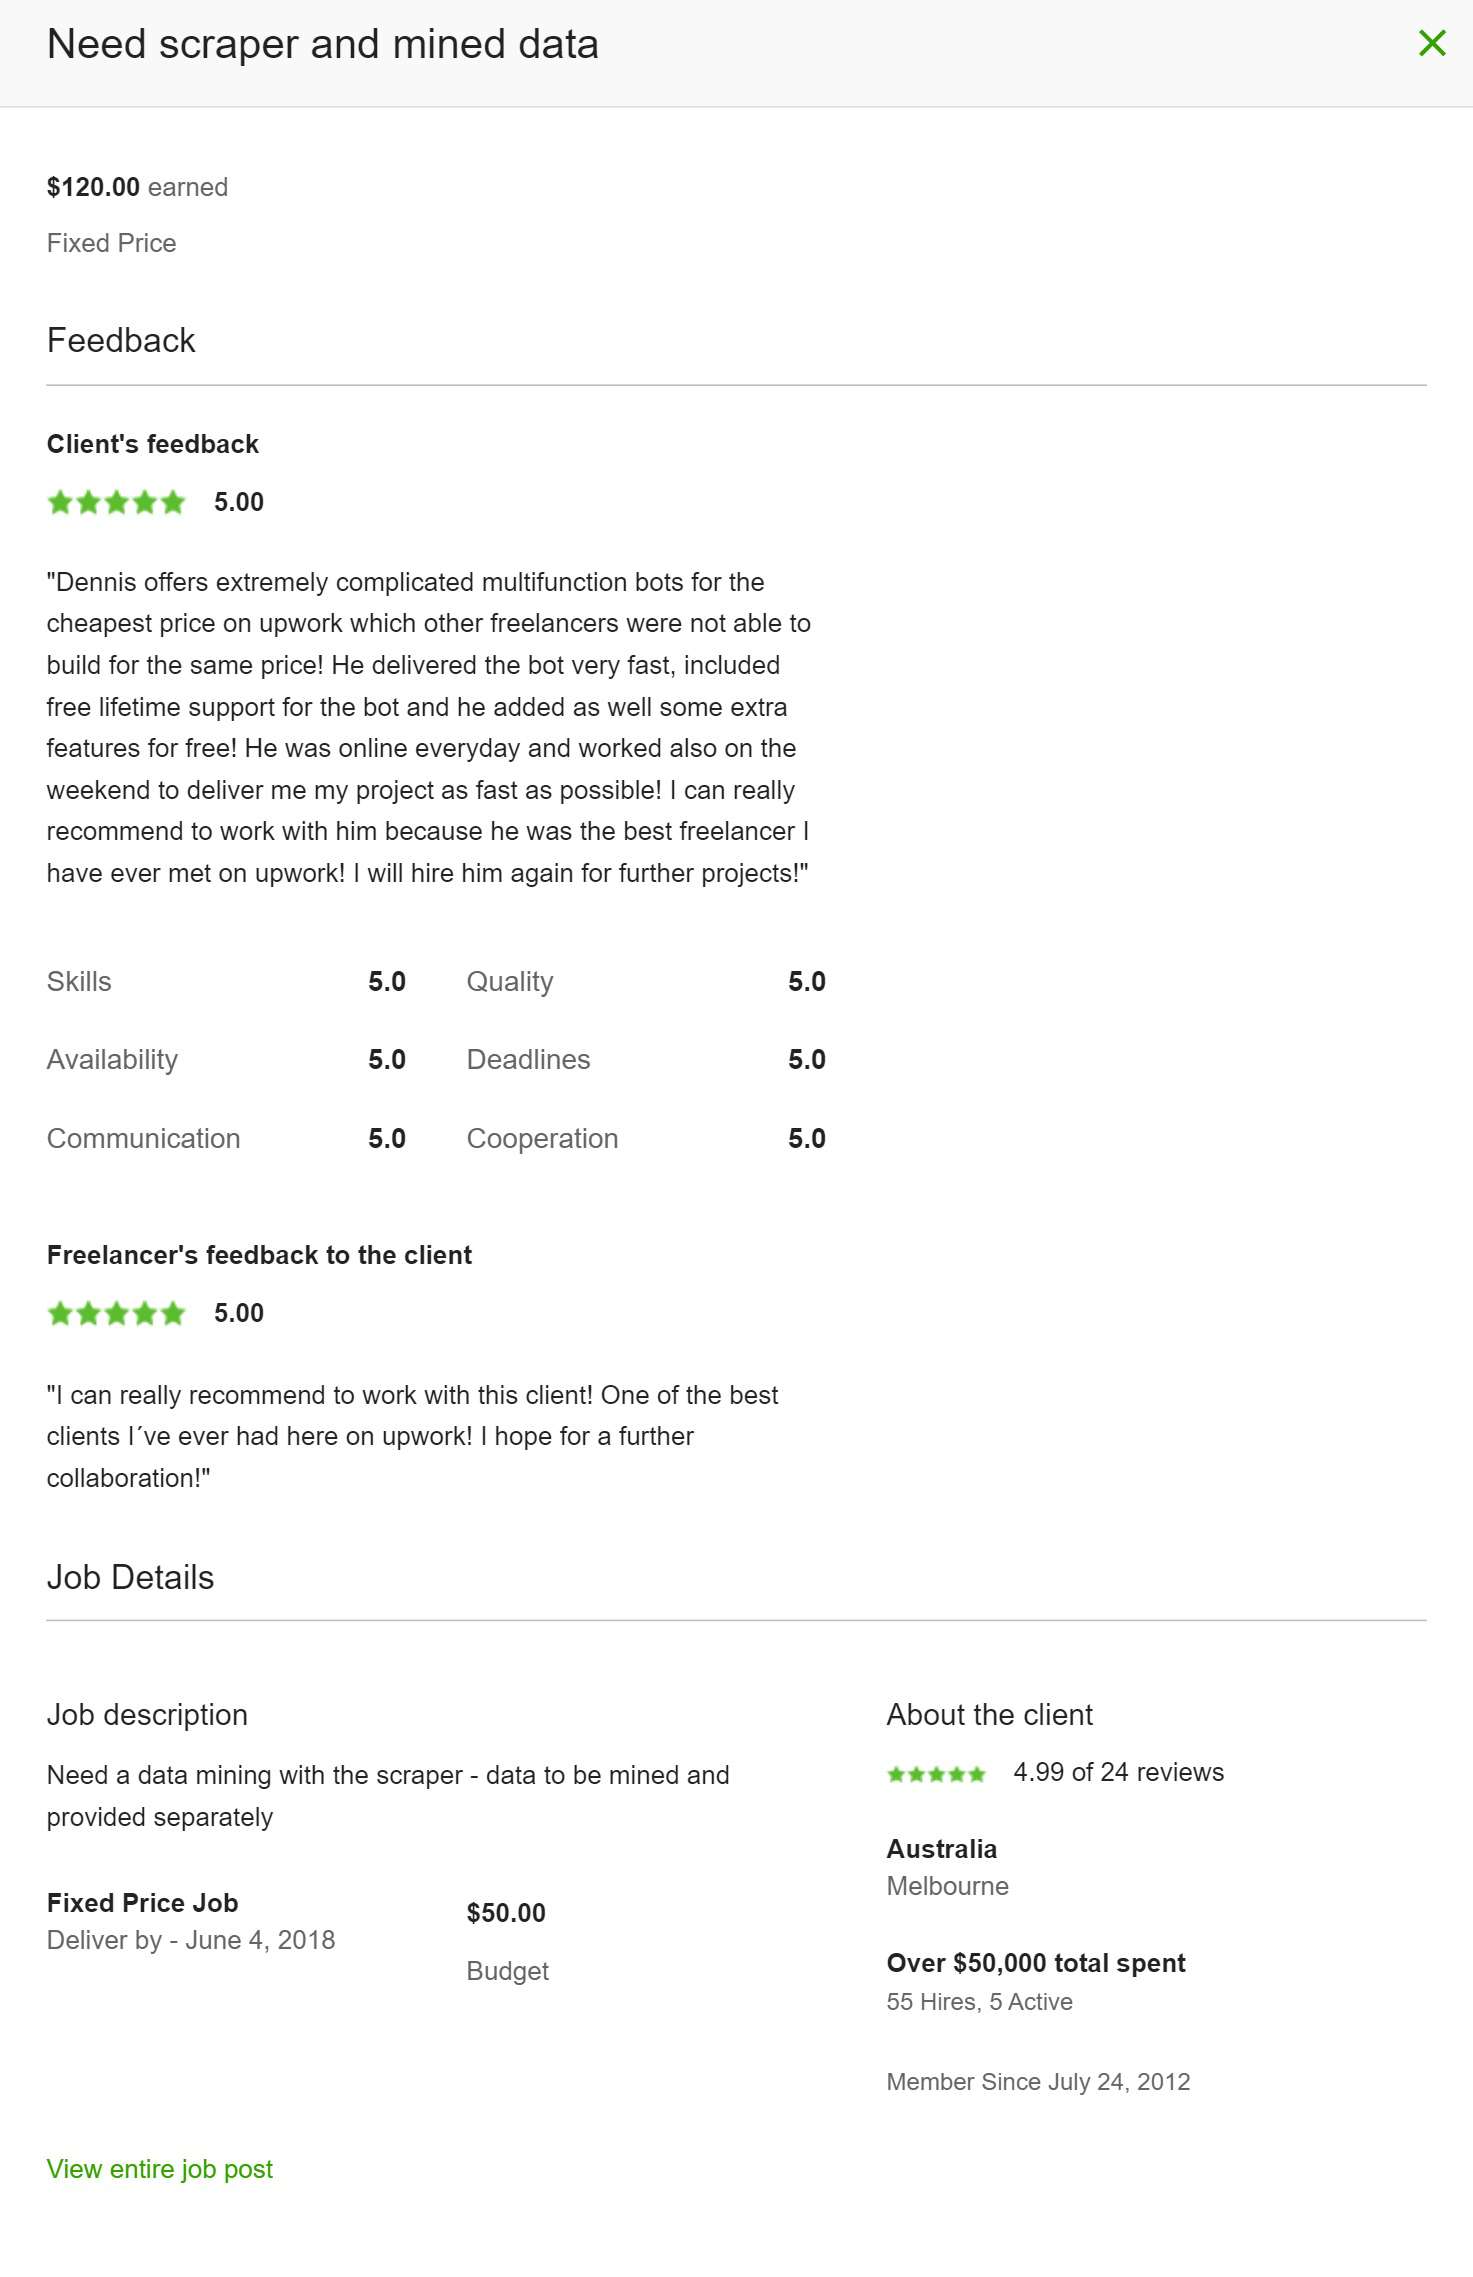 Need scraper and mined data
$120.00 earned
Fixed Price
Feedback
Client's feedback
5.00
"Dennis offers extremely complicated multifunction bots for the
cheapest price on upwork which other freelancers were not able to
build for the same price! He delivered the bot very fast, included
free lifetime support for the bot and he added as well some extra
features for free! He was online everyday and worked also on the
weekend to deliver me my project as fast as possible! I can really
recommend to work with him because he was the best freelancer I
have ever met on upwork! I will hire him again for further projects!"
Skills 5.0 Quality 5.0
Availability 5.0 Deadlines 5.0
Communication 5.0 Cooperation 5.0
Freelancer's feedback to the client
5.00
"I can really recommend to work with this client! One of the best
clients I´ve ever had here on upwork! I hope for a further
collaboration!"
Job Details
Job description
Need a data mining with the scraper - data to be mined and
provided separately
Fixed Price Job
Deliver by - June 4, 2018
$50.00
Budget
About the client
4.99 of 24 reviews
Australia
Melbourne
Over $50,000 total spent
55 Hires, 5 Active
Member Since July 24, 2012
View entire job post